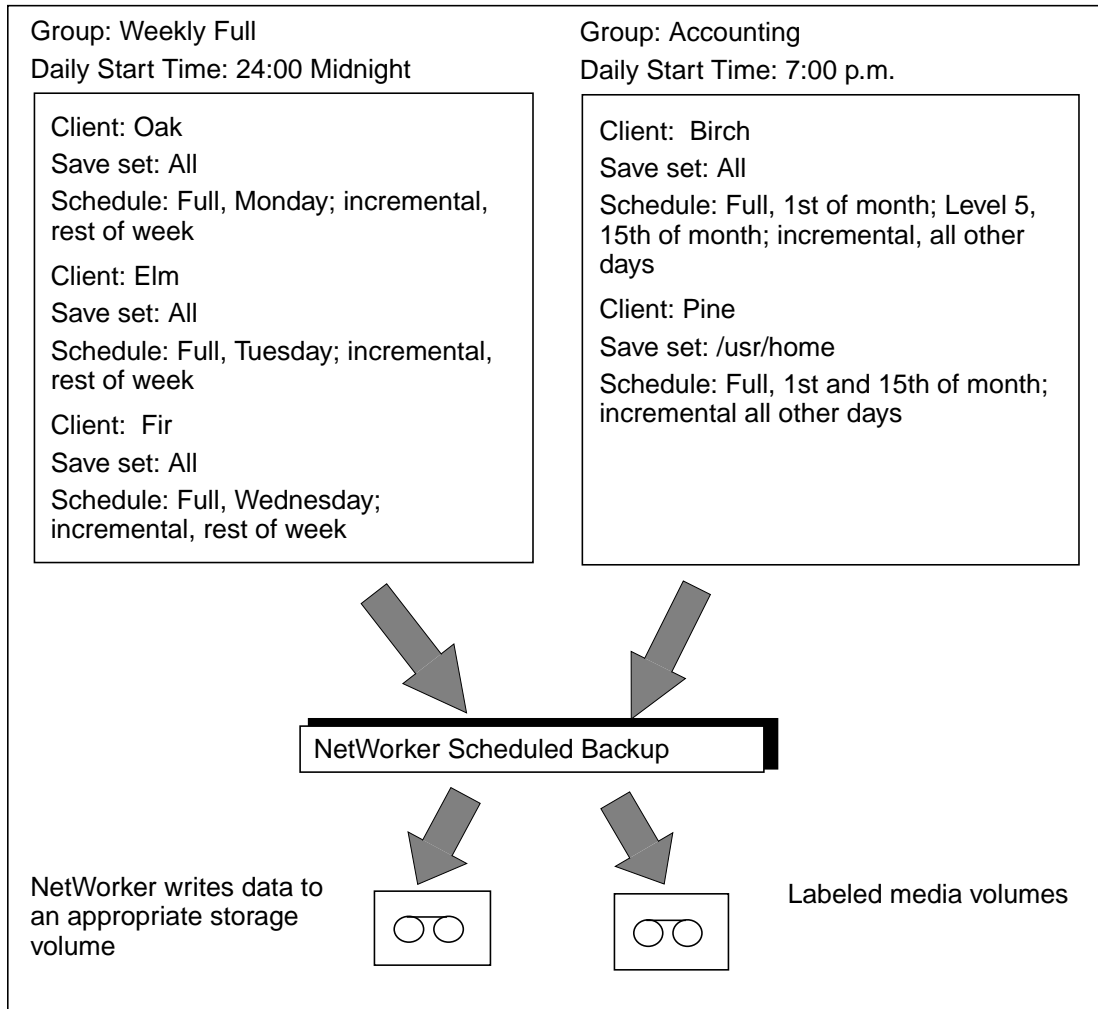 Group: Weekly Full
Daily Start Time: 24:00 Midnight
Client: Oak
Save set: All
Schedule: Full, Monday; incremental,
rest of week
Client: Elm
Save set: All
Schedule: Full, Tuesday; incremental,
rest of week
Client:  Fir
Save set: All
Schedule: Full, Wednesday;
incremental, rest of week
Group: Accounting
Daily Start Time: 7:00 p.m.
Client:  Birch
Save set: All
Schedule: Full, 1st of month; Level 5,
15th of month; incremental, all other
days
Client: Pine
Save set: /usr/home
Schedule: Full, 1st and 15th of month;
incremental all other days
NetWorker Scheduled Backup
NetWorker writes data to
an appropriate storage
volume
Labeled media volumes